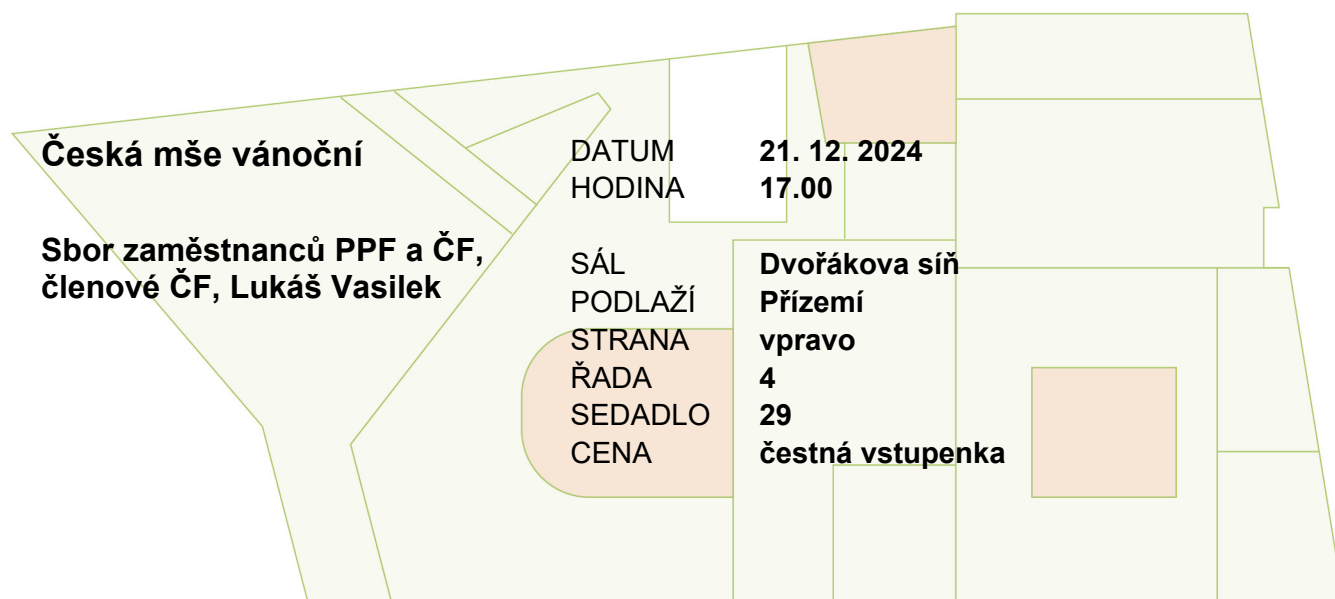 Česká mše vánoční
Sbor zaměstnanců PPF a ČF,
členové ČF, Lukáš Vasilek
DATUM 21. 12. 2024
HODINA 17.00
SÁL Dvořákova síň
PODLAŽÍ Přízemí
STRANA vpravo
ŘADA 4
SEDADLO 29
CENA čestná vstupenka